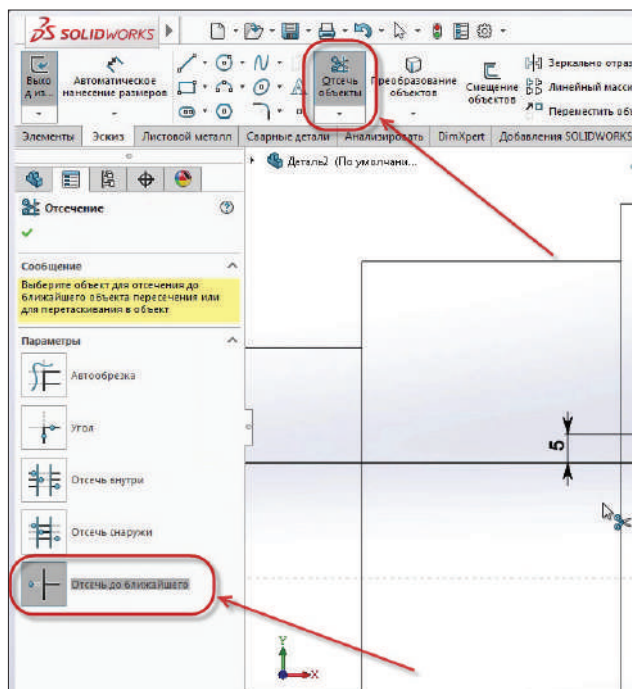 SOLIDWORKS
Выхо
д из...
Автоматическое
нанесение размеров
Отсечь
объекты
Преобразование
объектов
Смещение
объектов
Зеркально отраз
Линейный масси
Переместить объ
Элементы
Эскиз
Листовой металл
Сварные детали
Анализировать
DimXpert
Добавления SOLIDWORKS
Деталь2 (По умолчани...
Отсечение
Сообщение
Выберите объект для отсечения до
ближайшего объекта пересечения или
для перетаскивания в объект
Параметры
Автообрезка
Угол
Отсечь внутри
Отсечь снаружи
Отсечь до ближайшего
5
Y
X